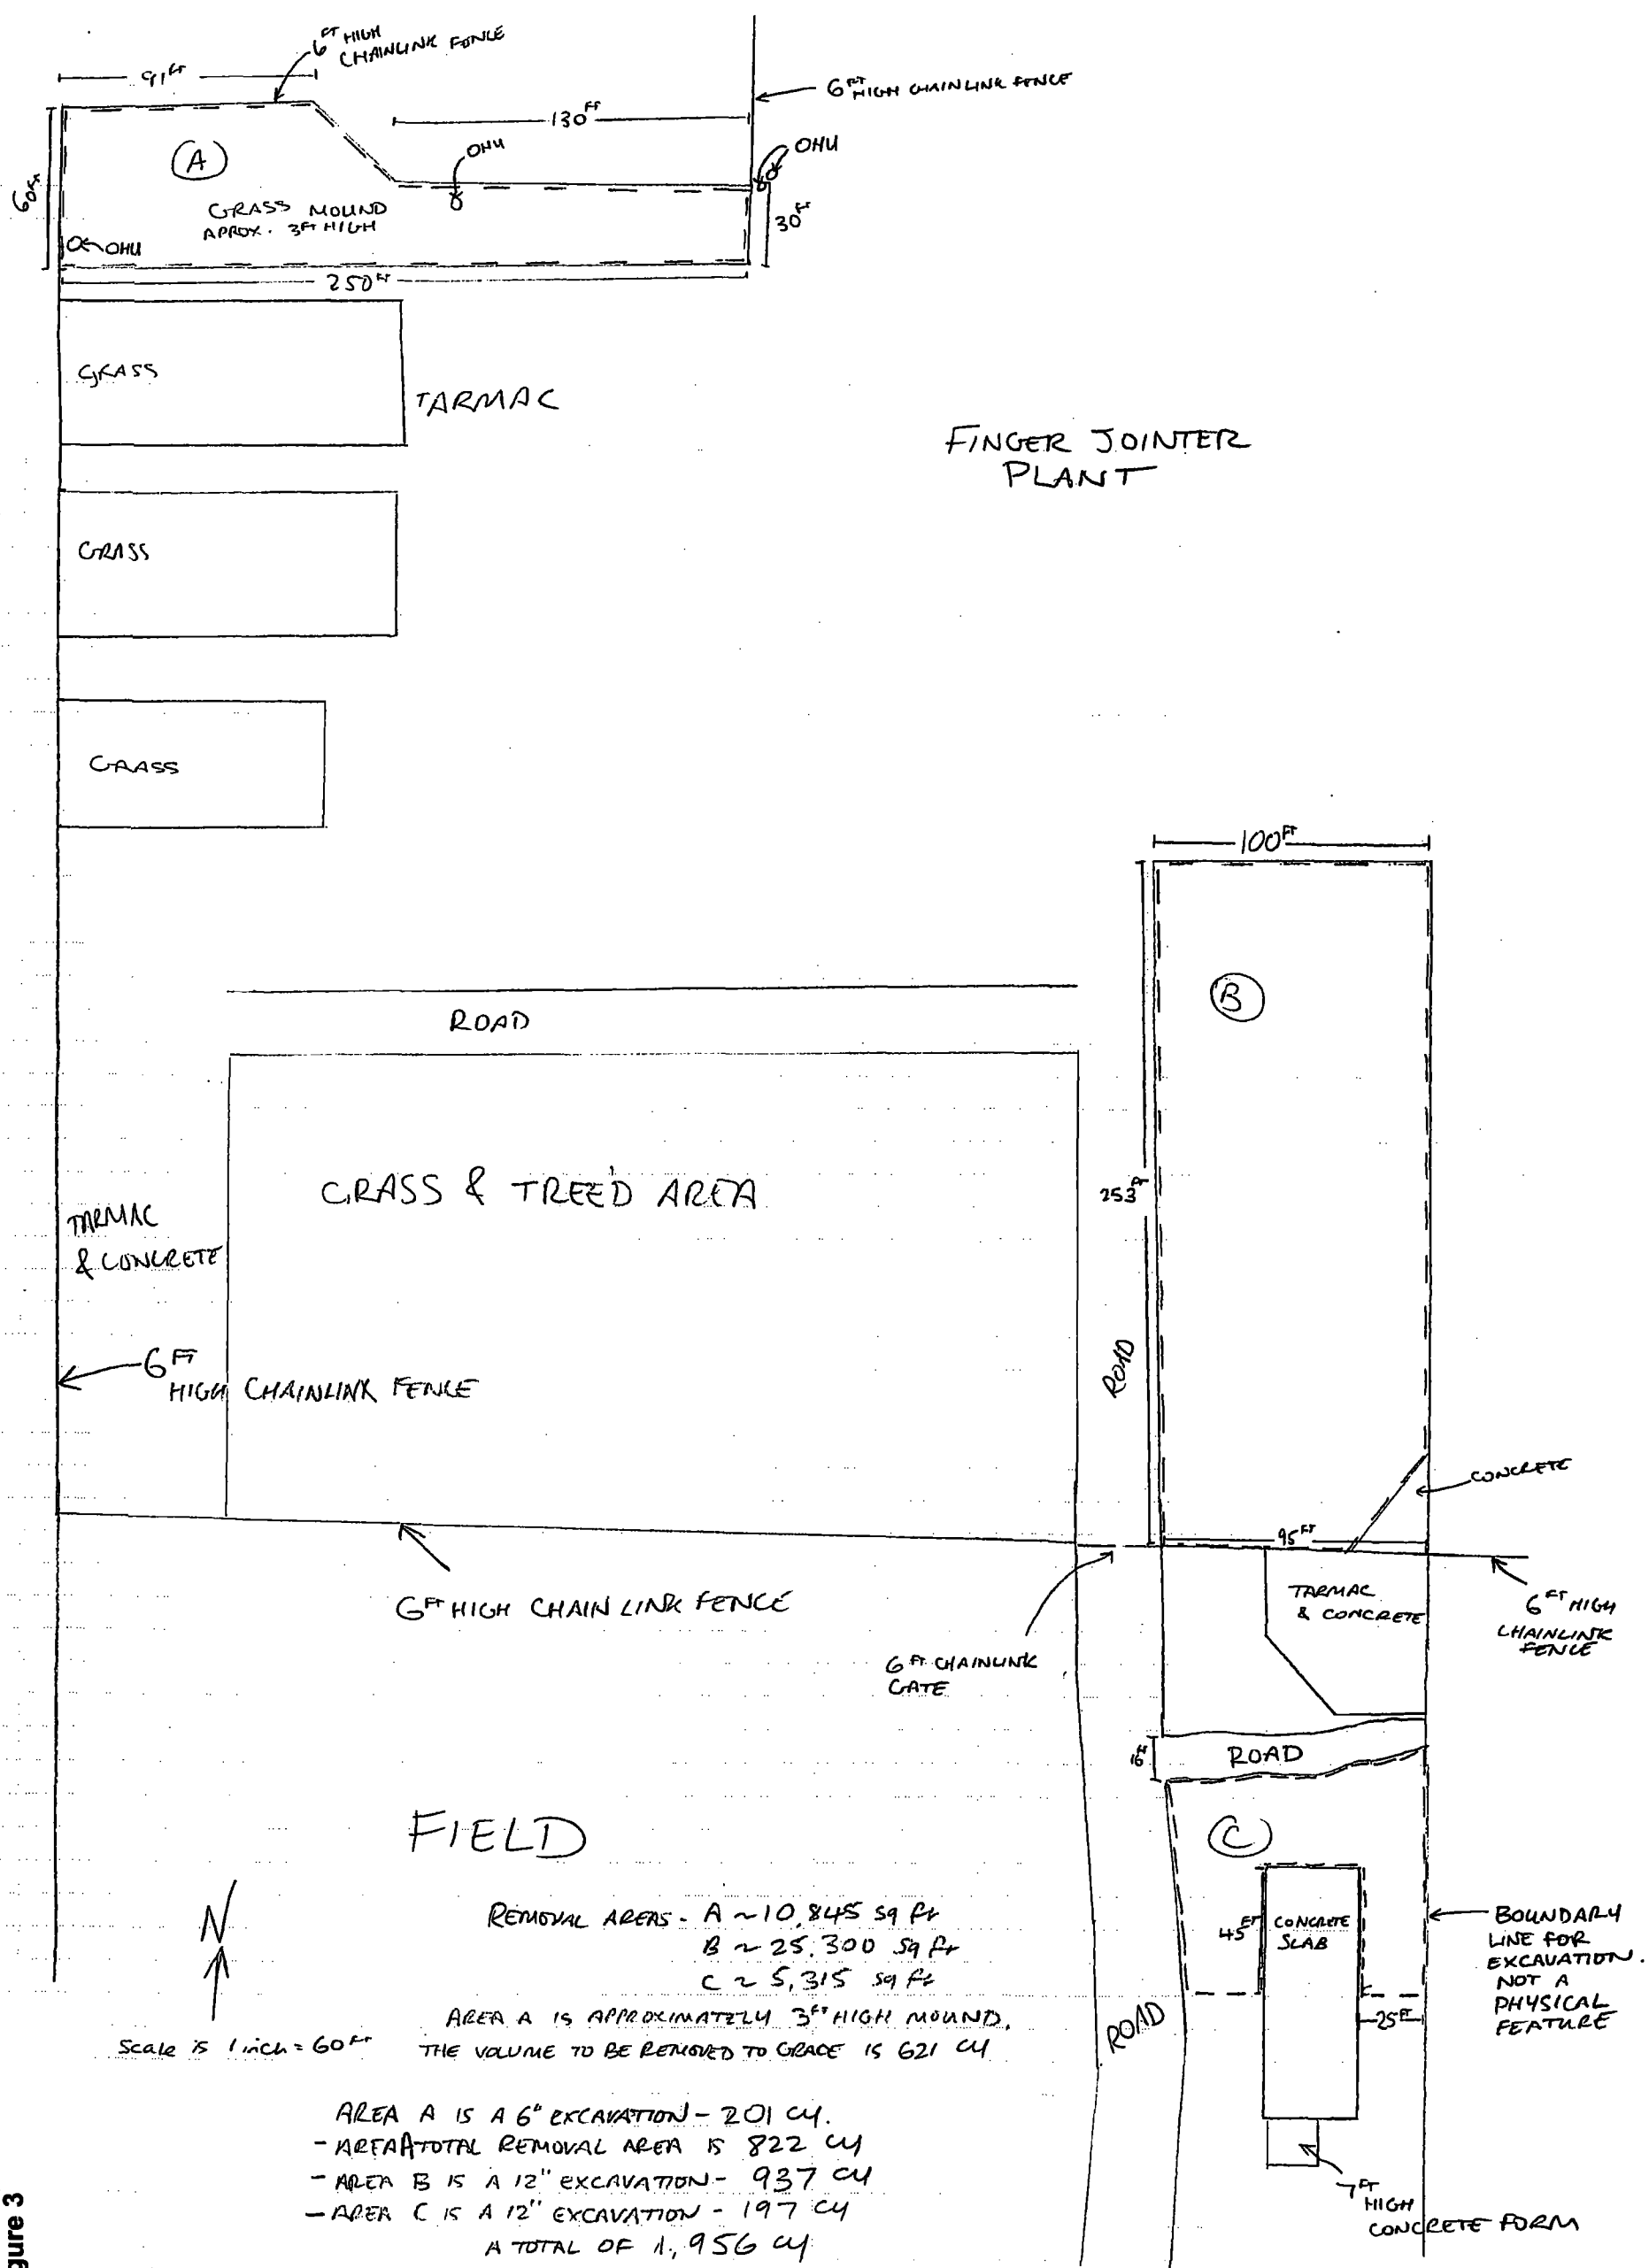 6FT HIGH
CHAINLINK FENCE
91FT
6FT
HIGH CHAINLINK FENCE
130FT
OHU
OHU
A
60FT
GRASS MOUND
APROX. 3FT HIGH
30FT
OHU
250FT
GRASS
TARMAC
FINGER JOINTER
PLANT
GRASS
GRASS
100FT
B
ROAD
GRASS & TREE'D AREA
253FT
TARMAC
& CONCRETE
ROAD
6FT
HIGH CHAINLINK FENCE
CONCRETE
95FT
6FT HIGH CHAIN LINK FENCE
TARMAC
& CONCRETE
6FT HIGH
CHAINLINK
FENCE
6FT CHAINLINK
GATE
16FT
ROAD
FIELD
C
N
REMOVAL AREAS - A ~ 10,845 sq ft
B ~ 25,300 sq ft
C ~ 5,315 sq ft
45FT
CONCRETE
SLAB
BOUNDARY
LINE FOR
EXCAVATION.
NOT A
PHYSICAL
FEATURE
25FT
ROAD
Scale is 1 inch = 60FT
AREA A IS APPROXIMATELY 3FT HIGH MOUND.
THE VOLUME TO BE REMOVED TO GRADE IS 621 CY
AREA A IS A 6" EXCAVATION - 201 CY.
- AREA A TOTAL REMOVAL AREA IS 822 CY
- AREA B IS A 12" EXCAVATION - 937 CY
- AREA C IS A 12" EXCAVATION - 197 CY
A TOTAL OF 1,956 CY
7FT
HIGH
CONCRETE FORM
gure 3